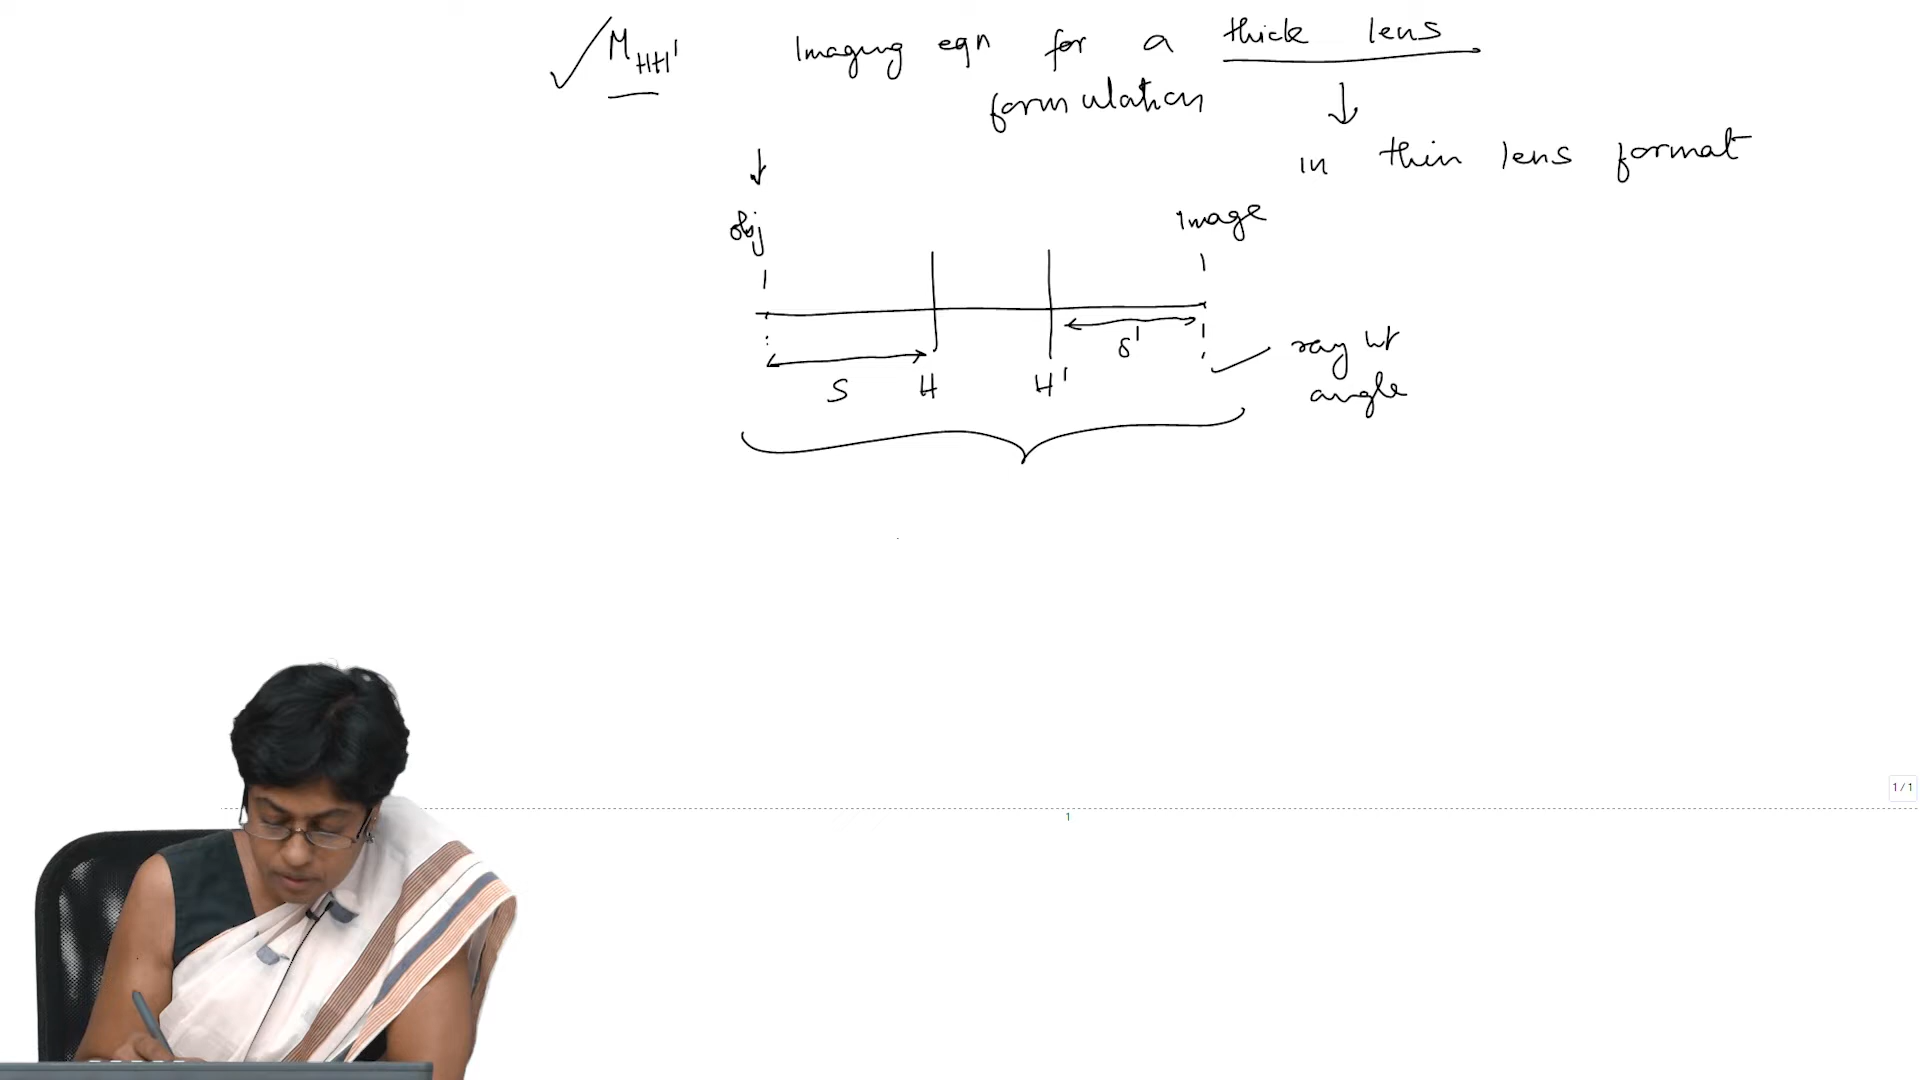 ✓ M_HH' Imaging eqn for a thick lens
formulation ↓
in thin lens format
↓
obj Image
S H H' s' ray ht
angle
1/1
1